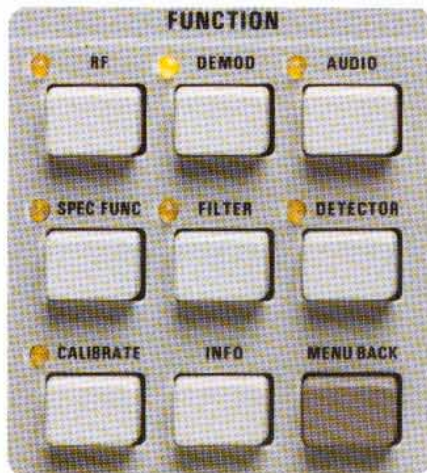 FUNCTION
RF DEMOD AUDIO
SPEC FUNC FILTER DETECTOR
CALIBRATE INFO MENU BACK